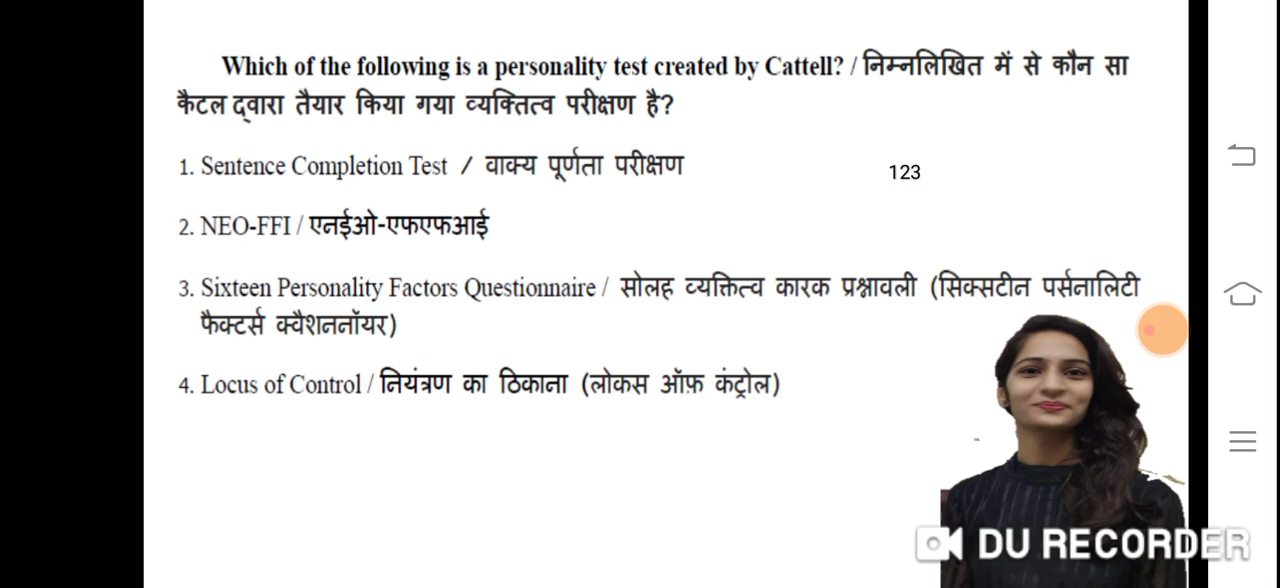 Which of the following is a personality test created by Cattell? / निम्नलिखित में से कौन सा
कैटल द्वारा तैयार किया गया व्यक्तित्व परीक्षण है?
1. Sentence Completion Test / वाक्य पूर्णता परीक्षण
123
2. NEO-FFI / एनईओ-एफएफआई
3. Sixteen Personality Factors Questionnaire / सोलह व्यक्तित्व कारक प्रश्नावली (सिक्सटीन पर्सनालिटी
फैक्टर्स क्वैशननॉयर)
4. Locus of Control / नियंत्रण का ठिकाना (लोकस ऑफ़ कंट्रोल)
DU RECORDER